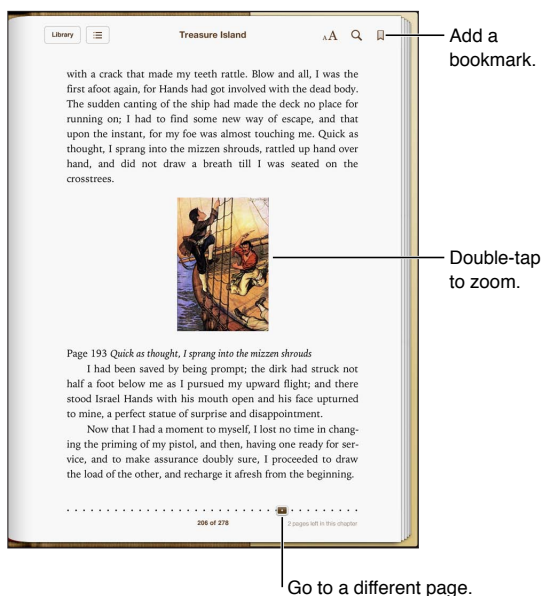 Library
Treasure Island
AA
Add a
bookmark.
with a crack that made my teeth rattle. Blow and all, I was the
first afoot again, for Hands had got involved with the dead body.
The sudden canting of the ship had made the deck no place for
running on; I had to find some new way of escape, and that
upon the instant, for my foe was almost touching me. Quick as
thought, I sprang into the mizzen shrouds, rattled up hand over
hand, and did not draw a breath till I was seated on the
crosstrees.
Double-tap
to zoom.
Page 193 Quick as thought, I sprang into the mizzen shrouds
I had been saved by being prompt; the dirk had struck not
half a foot below me as I pursued my upward flight; and there
stood Israel Hands with his mouth open and his face upturned
to mine, a perfect statue of surprise and disappointment.
Now that I had a moment to myself, I lost no time in chang-
ing the priming of my pistol, and then, having one ready for ser-
vice, and to make assurance doubly sure, I proceeded to draw
the load of the other, and recharge it afresh from the beginning.
206 of 278
2 pages left in this chapter
Go to a different page.